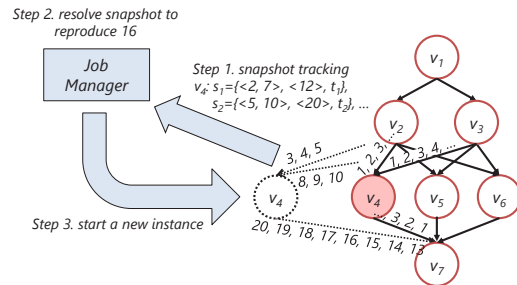 Step 2. resolve snapshot to
reproduce 16
Job
Manager
Step 1. snapshot tracking
v4: s1={<2, 7>, <12>, t1},
s2={<5, 10>, <20>, t2}, ...
v1
v2
v3
3, 4, 5
8, 9, 10
1, 2, 3, ...
1, 2, 3, 4, ...
v4
v4
v5
v6
Step 3. start a new instance
..., 3, 2, 1
20, 19, 18, 17, 16, 15, 14, 13
v7